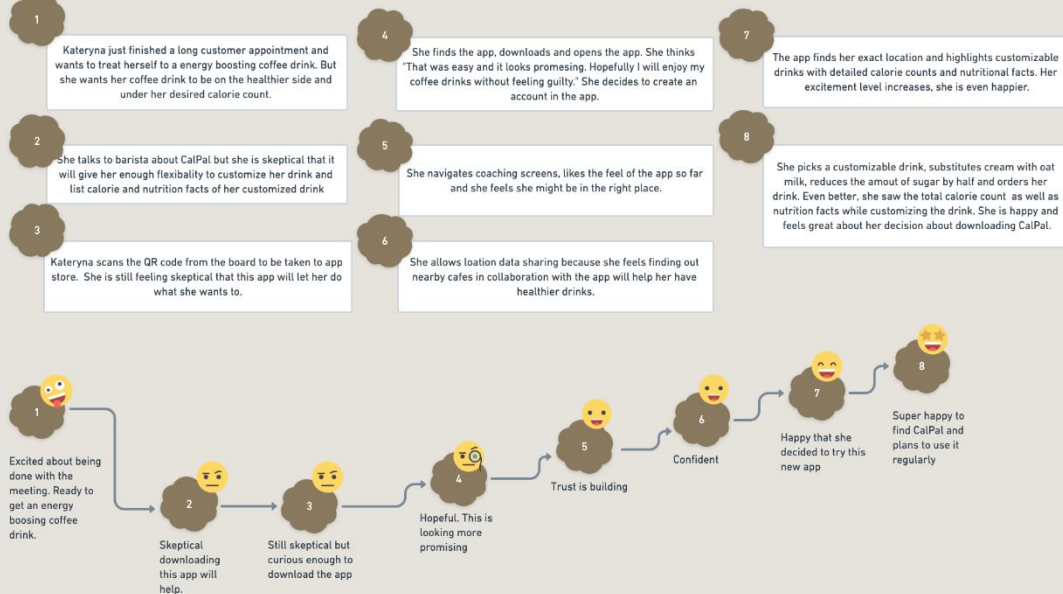 1
Kateryna just finished a long customer appointment and
wants to treat herself to a energy boosting coffee drink. But
she wants her coffee drink to be on the healthier side and
under her desired calorie count.
2
She talks to barista about CalPal but she is skeptical that it
will give her enough flexibality to customize her drink and
list calorie and nutrition facts of her customized drink
3
Kateryna scans the QR code from the board to be taken to app
store. She is still feeling skeptical that this app will let her do
what she wants to.
4
She finds the app, downloads and opens the app. She thinks
"That was easy and it looks promesing. Hopefully I will enjoy my
coffee drinks without feeling guilty." She decides to create an
account in the app.
5
She navigates coaching screens, likes the feel of the app so far
and she feels she might be in the right place.
6
She allows loation data sharing because she feels finding out
nearby cafes in collaboration with the app will help her have
healthier drinks.
7
The app finds her exact location and highlights customizable
drinks with detailed calorie counts and nutritional facts. Her
excitement level increases, she is even happier.
8
She picks a customizable drink, substitutes cream with oat
milk, reduces the amout of sugar by half and orders her
drink. Even better, she saw the total calorie count as well as
nutrition facts while customizing the drink. She is happy and
feels great about her decision about downloading CalPal.
1
Excited about being
done with the
meeting. Ready to
get an energy
boosing coffee
drink.
2
Skeptical
downloading
this app will
help.
3
Still skeptical but
curious enough to
download the app
4
Hopeful. This is
looking more
promising
5
Trust is building
6
Confident
7
Happy that she
decided to try this
new app
8
Super happy to
find CalPal and
plans to use it
regularly